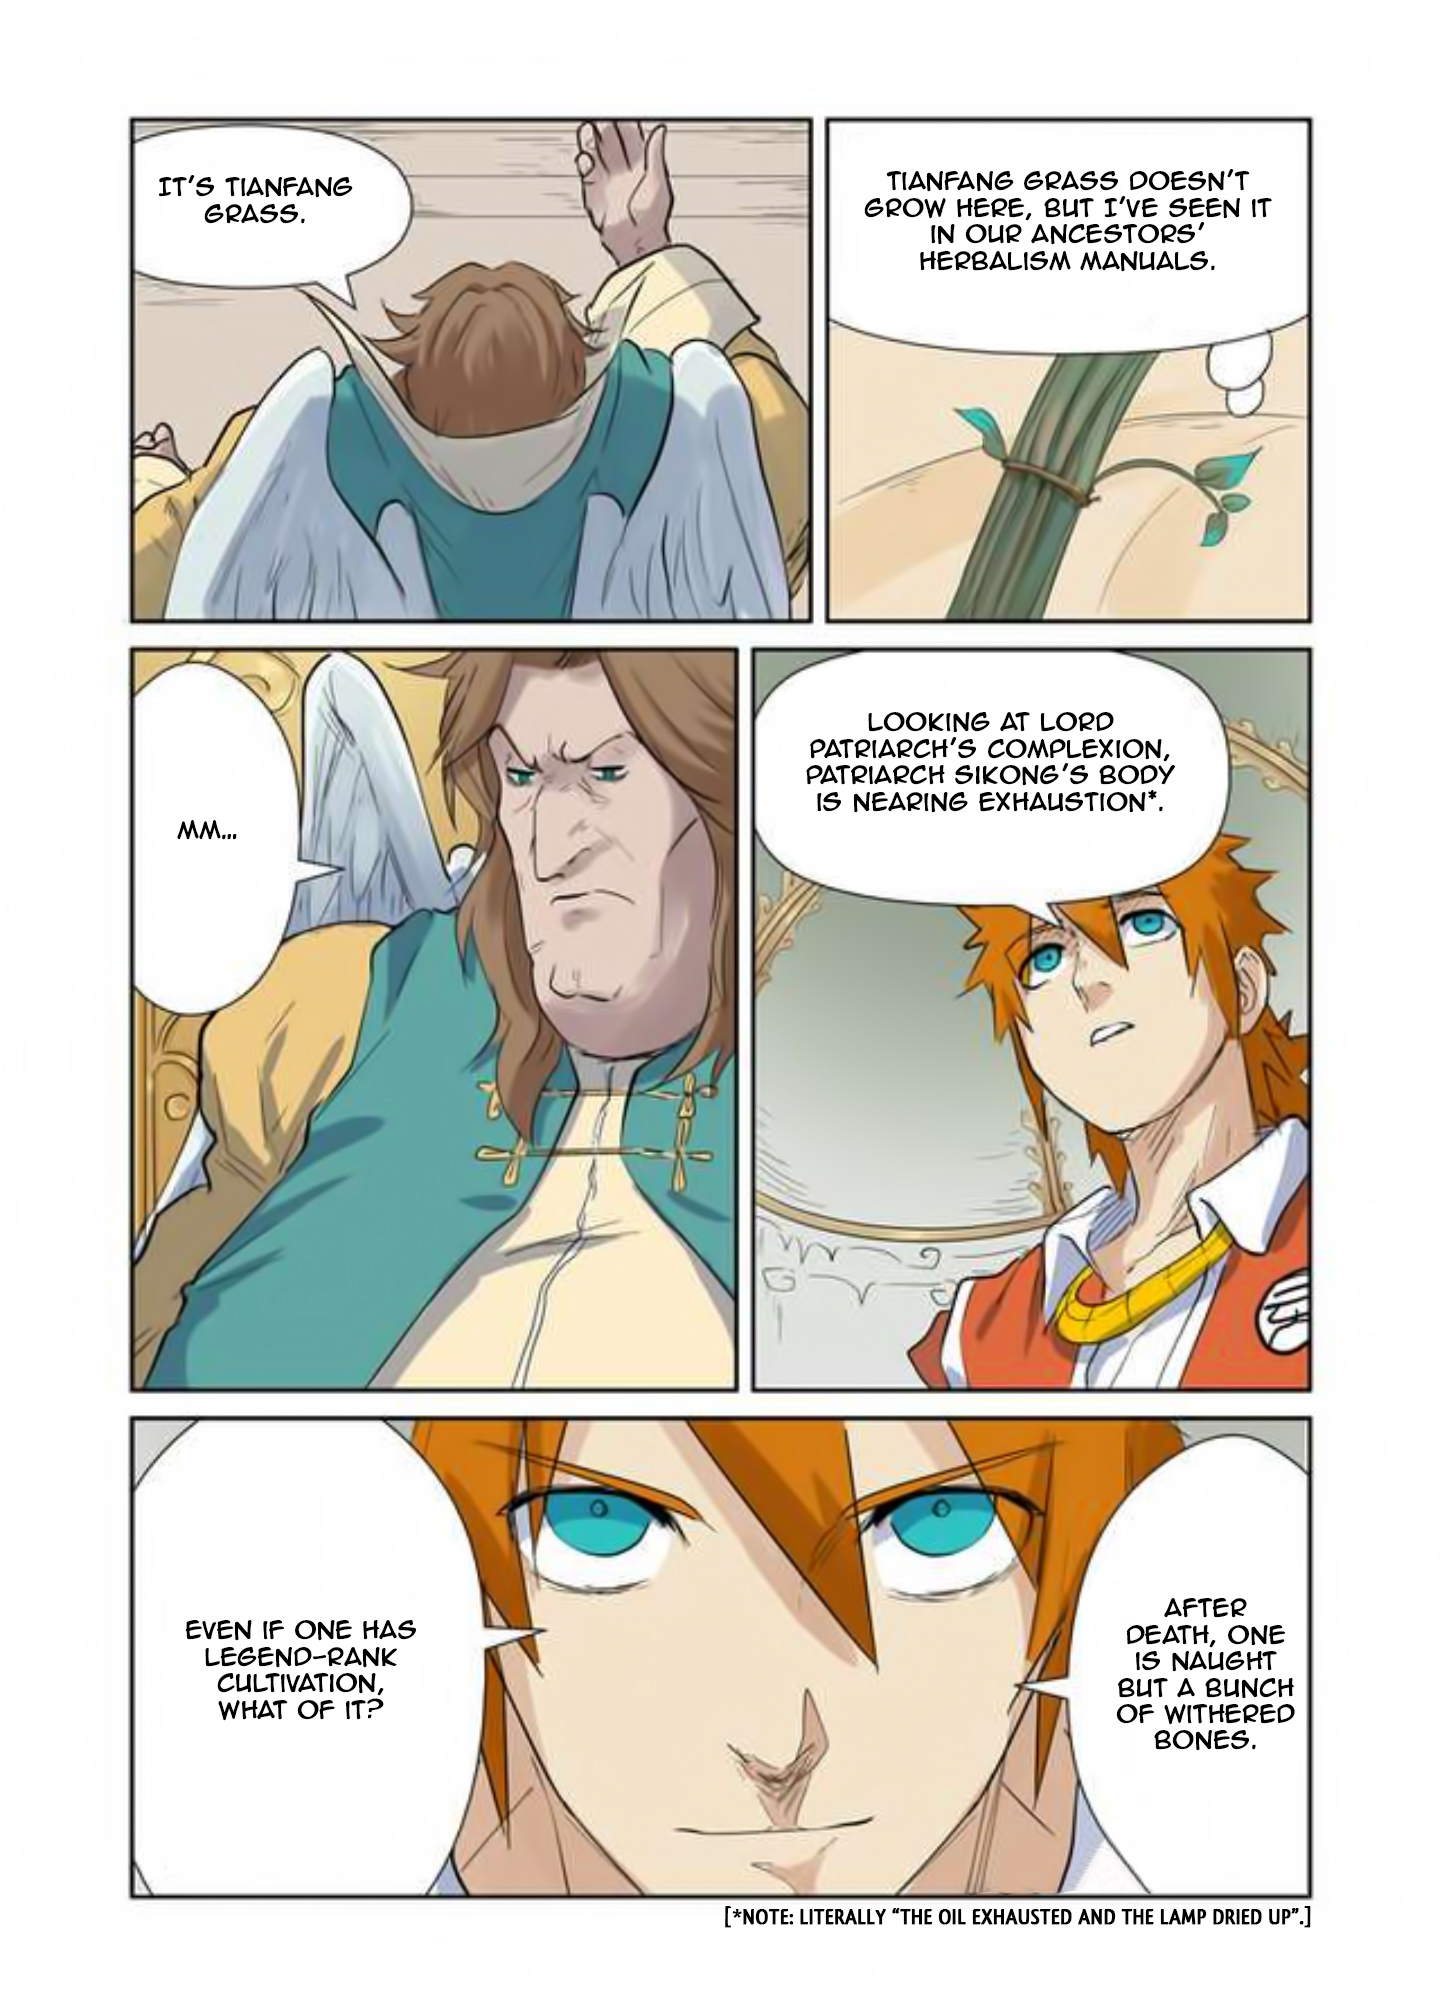 IT'S TIANFANG
GRASS.
TIANFANG GRASS DOESN'T
GROW HERE, BUT I'VE SEEN IT
IN OUR ANCESTORS'
HERBALISM MANUALS.
MM...
LOOKING AT LORD
PATRIARCH'S COMPLEXION,
PATRIARCH SIKONG'S BODY
IS NEARING EXHAUSTION*.
EVEN IF ONE HAS
LEGEND-RANK
CULTIVATION,
WHAT OF IT?
AFTER
DEATH, ONE
IS NAUGHT
BUT A BUNCH
OF WITHERED
BONES.
[*NOTE: LITERALLY "THE OIL EXHAUSTED AND THE LAMP DRIED UP".]